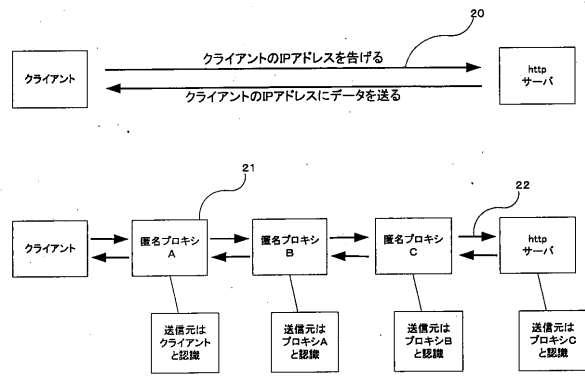 20
クライアントのIPアドレスを告げる
クライアント
http
サーバ
クライアントのIPアドレスにデータを送る
21
22
クライアント
匿名プロキシ
A
匿名プロキシ
B
匿名プロキシ
C
http
サーバ
送信元は
クライアント
と認識
送信元は
プロキシA
と認識
送信元は
プロキシB
と認識
送信元は
プロキシC
と認識